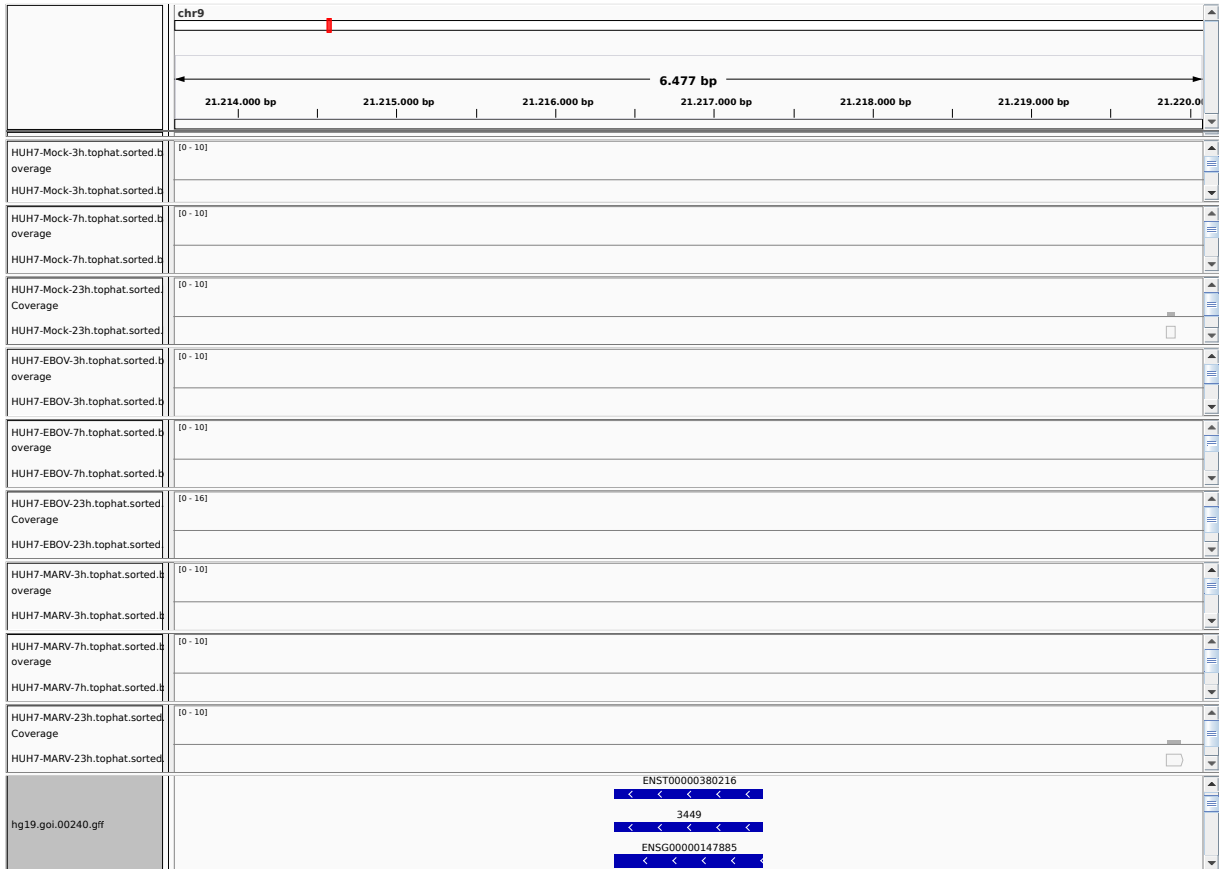 chr9
6.477 bp
21.214.000 bp 21.215.000 bp 21.216.000 bp 21.217.000 bp 21.218.000 bp 21.219.000 bp 21.220.0
HUH7-Mock-3h.tophat.sorted.b [0 - 10]
overage
HUH7-Mock-3h.tophat.sorted.b
HUH7-Mock-7h.tophat.sorted.b [0 - 10]
overage
HUH7-Mock-7h.tophat.sorted.b
HUH7-Mock-23h.tophat.sorted. [0 - 10]
Coverage
HUH7-Mock-23h.tophat.sorted.
HUH7-EBOV-3h.tophat.sorted.b [0 - 10]
overage
HUH7-EBOV-3h.tophat.sorted.b
HUH7-EBOV-7h.tophat.sorted.b [0 - 10]
overage
HUH7-EBOV-7h.tophat.sorted.b
HUH7-EBOV-23h.tophat.sorted. [0 - 16]
Coverage
HUH7-EBOV-23h.tophat.sorted.
HUH7-MARV-3h.tophat.sorted.b [0 - 10]
overage
HUH7-MARV-3h.tophat.sorted.b
HUH7-MARV-7h.tophat.sorted.b [0 - 10]
overage
HUH7-MARV-7h.tophat.sorted.b
HUH7-MARV-23h.tophat.sorted. [0 - 10]
Coverage
HUH7-MARV-23h.tophat.sorted.
ENST00000380216
3449
hg19.goi.00240.gff
ENSG00000147885